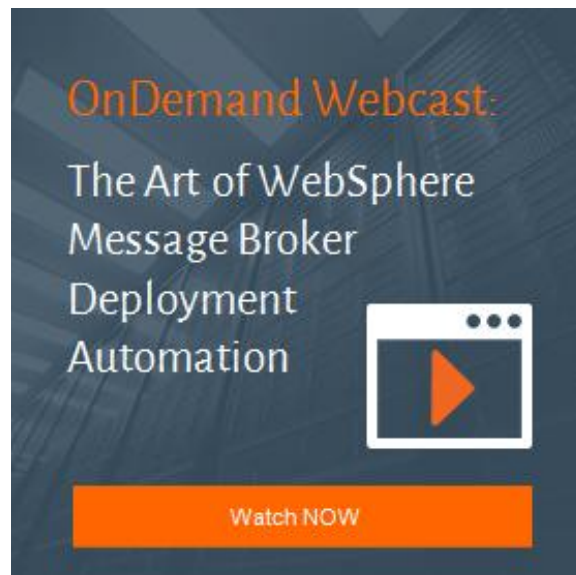 OnDemand Webcast:
The Art of WebSphere
Message Broker
Deployment
Automation
Watch NOW